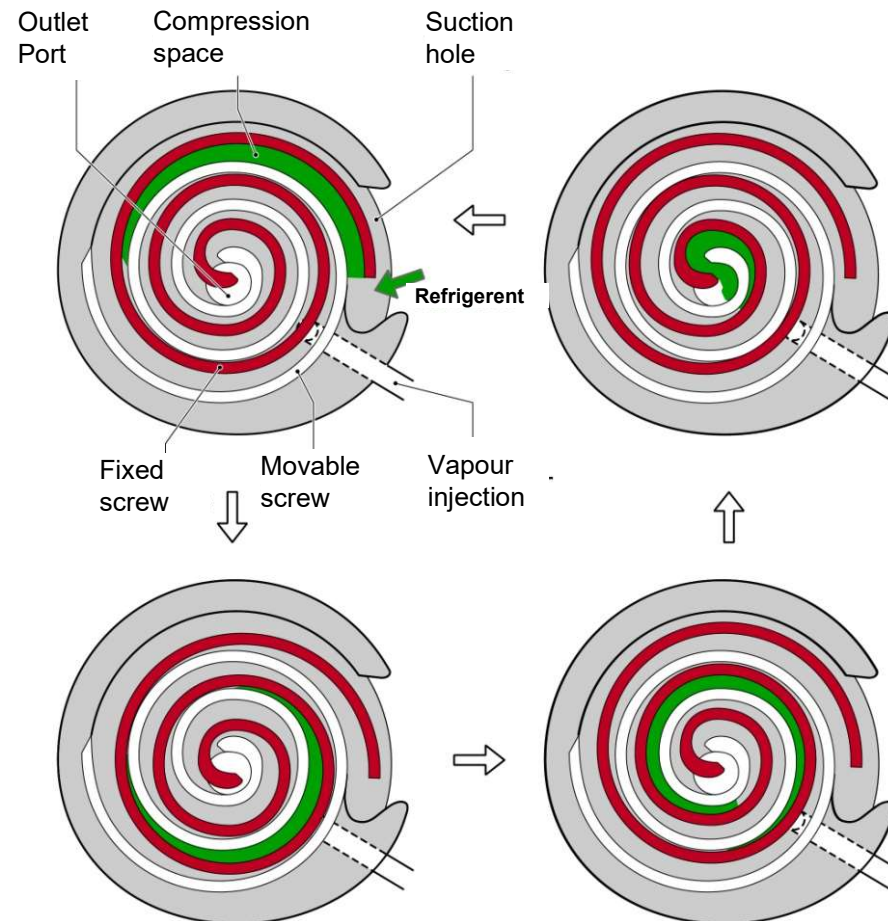 Outlet
Port
Compression
space
Suction
hole
Refrigerent
Fixed
screw
Movable
screw
Vapour
injection